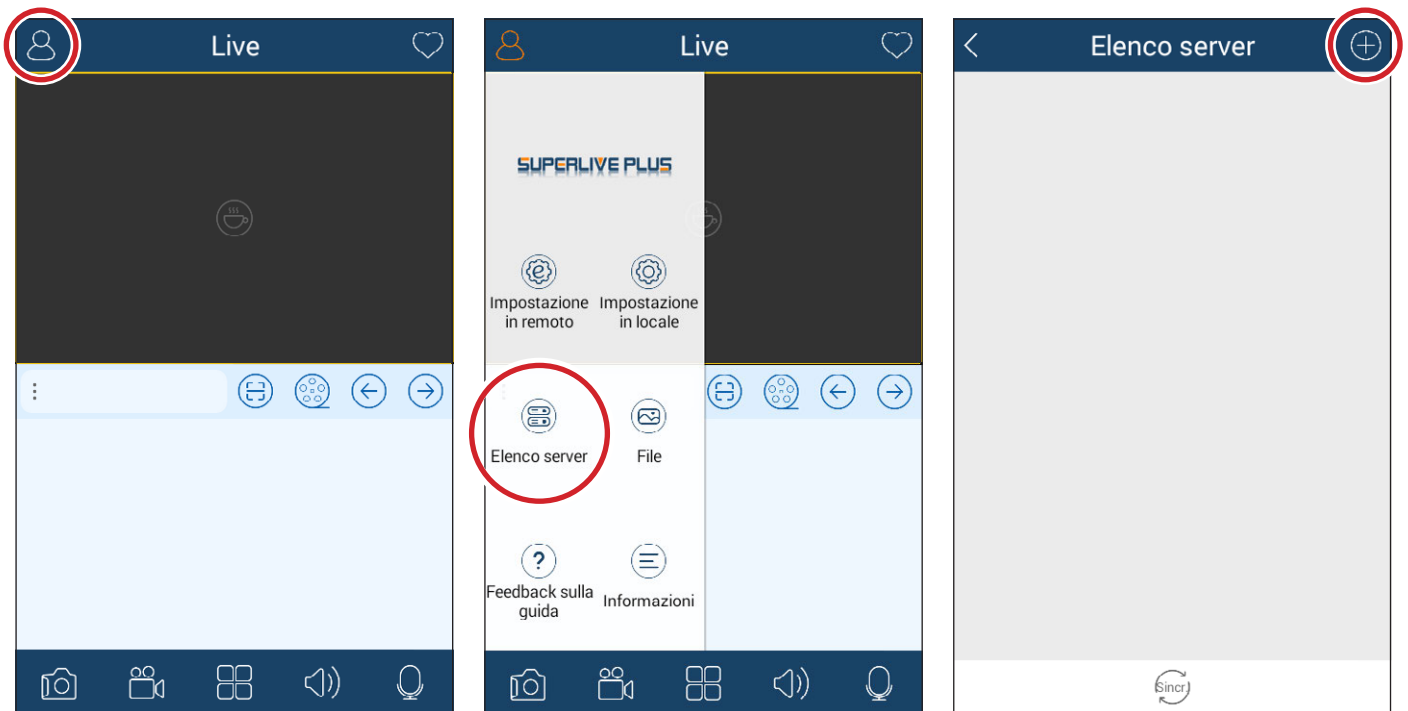 Live
Live
SUPERLIVE PLUS
Impostazione
in remoto
Impostazione
in locale
Elenco server
File
Feedback sulla
guida
Informazioni
Elenco server
Sincr.